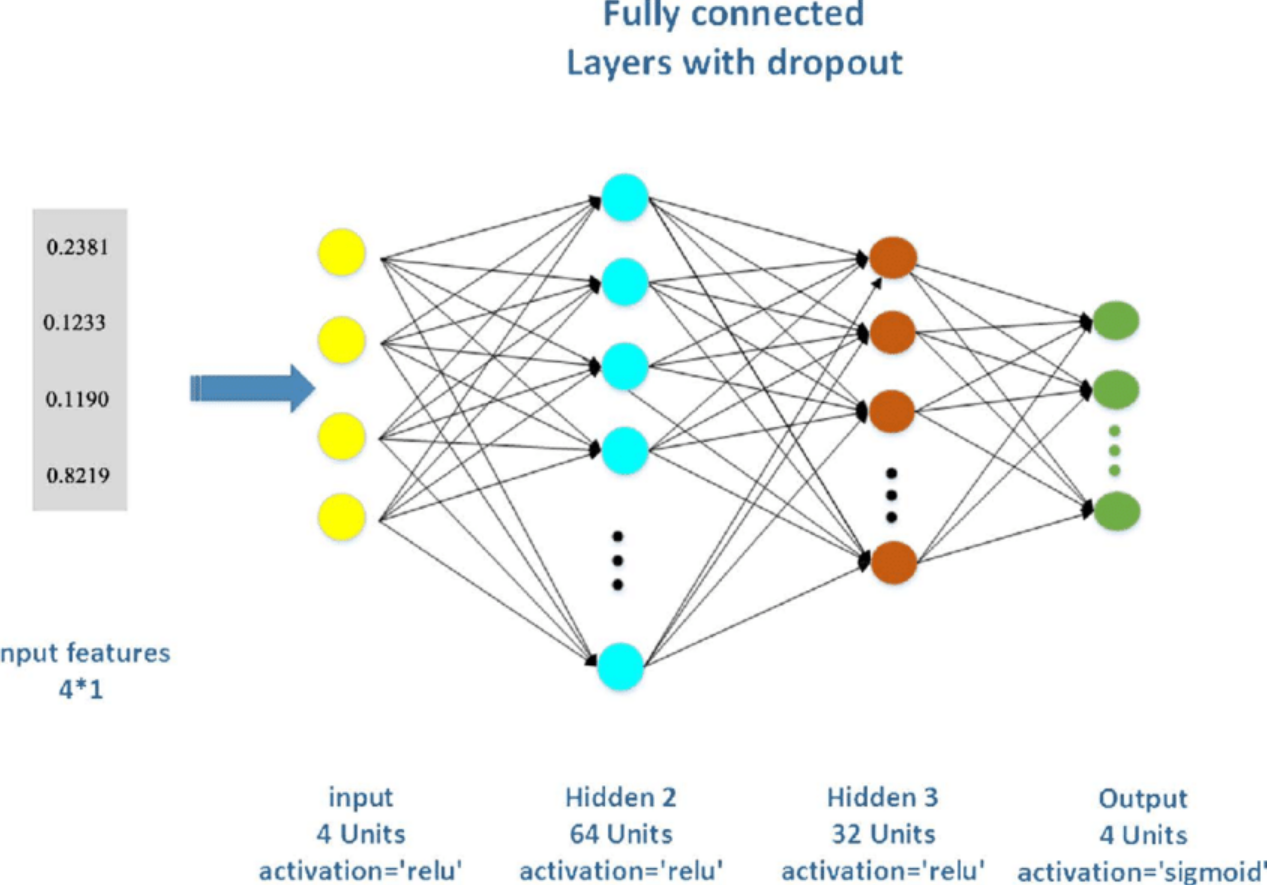 Fully connected
Layers with dropout
0.2381
0.1233
0.1190
0.8219
nput features
4*1
input
4 Units
activation='relu'
Hidden 2
64 Units
activation='relu'
Hidden 3
32 Units
activation='relu'
Output
4 Units
activation='sigmoid'